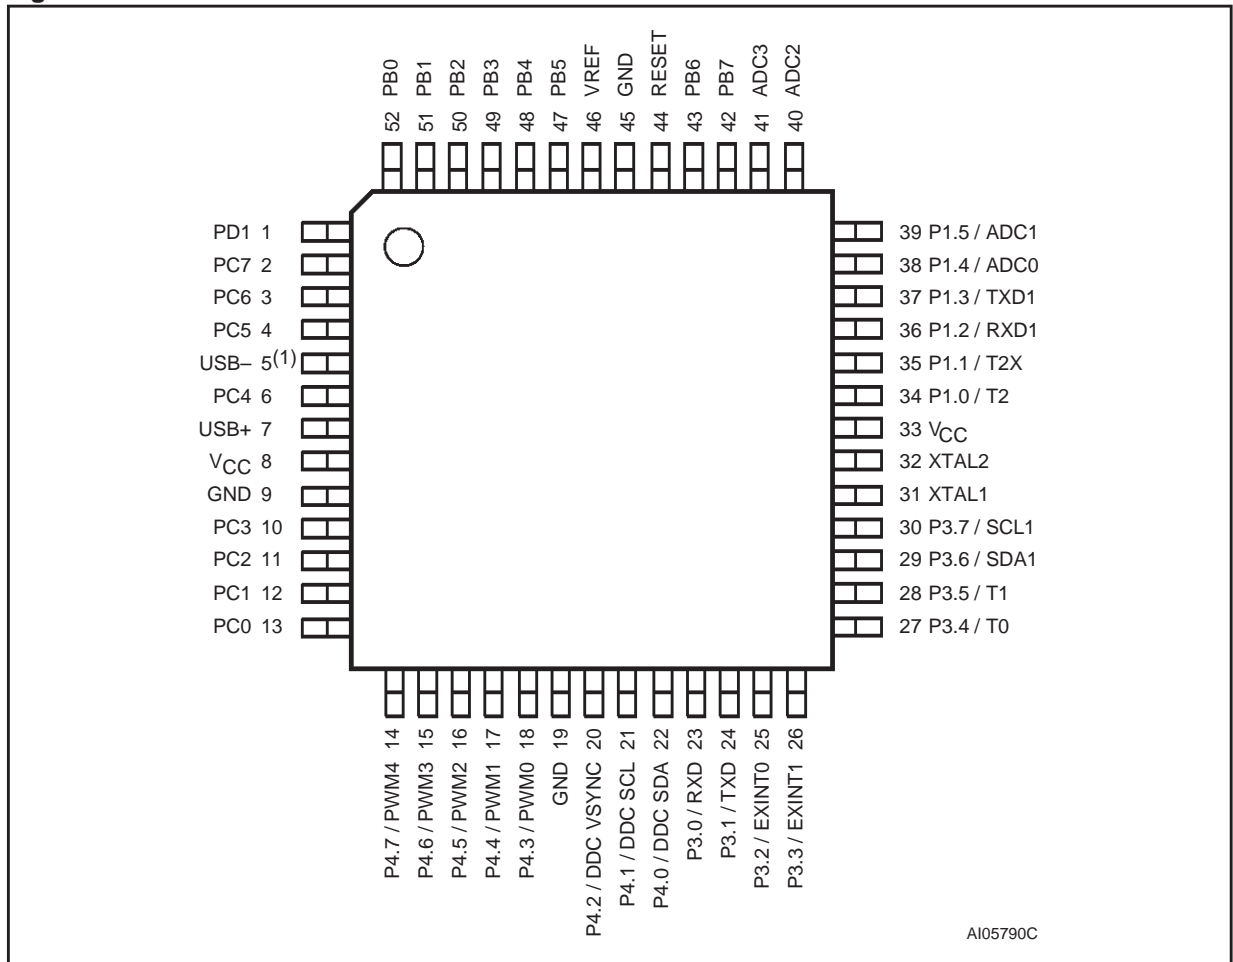 52 PB0
51 PB1
50 PB2
49 PB3
48 PB4
47 PB5
46 VREF
45 GND
44 RESET
43 PB6
42 PB7
41 ADC3
40 ADC2
PD1 1
PC7 2
PC6 3
PC5 4
USB– 5(1)
PC4 6
USB+ 7
VCC 8
GND 9
PC3 10
PC2 11
PC1 12
PC0 13
39 P1.5 / ADC1
38 P1.4 / ADC0
37 P1.3 / TXD1
36 P1.2 / RXD1
35 P1.1 / T2X
34 P1.0 / T2
33 VCC
32 XTAL2
31 XTAL1
30 P3.7 / SCL1
29 P3.6 / SDA1
28 P3.5 / T1
27 P3.4 / T0
P4.7 / PWM4 14
P4.6 / PWM3 15
P4.5 / PWM2 16
P4.4 / PWM1 17
P4.3 / PWM0 18
GND 19
P4.2 / DDC VSYNC 20
P4.1 / DDC SCL 21
P4.0 / DDC SDA 22
P3.0 / RXD 23
P3.1 / TXD 24
P3.2 / EXINT0 25
P3.3 / EXINT1 26
AI05790C